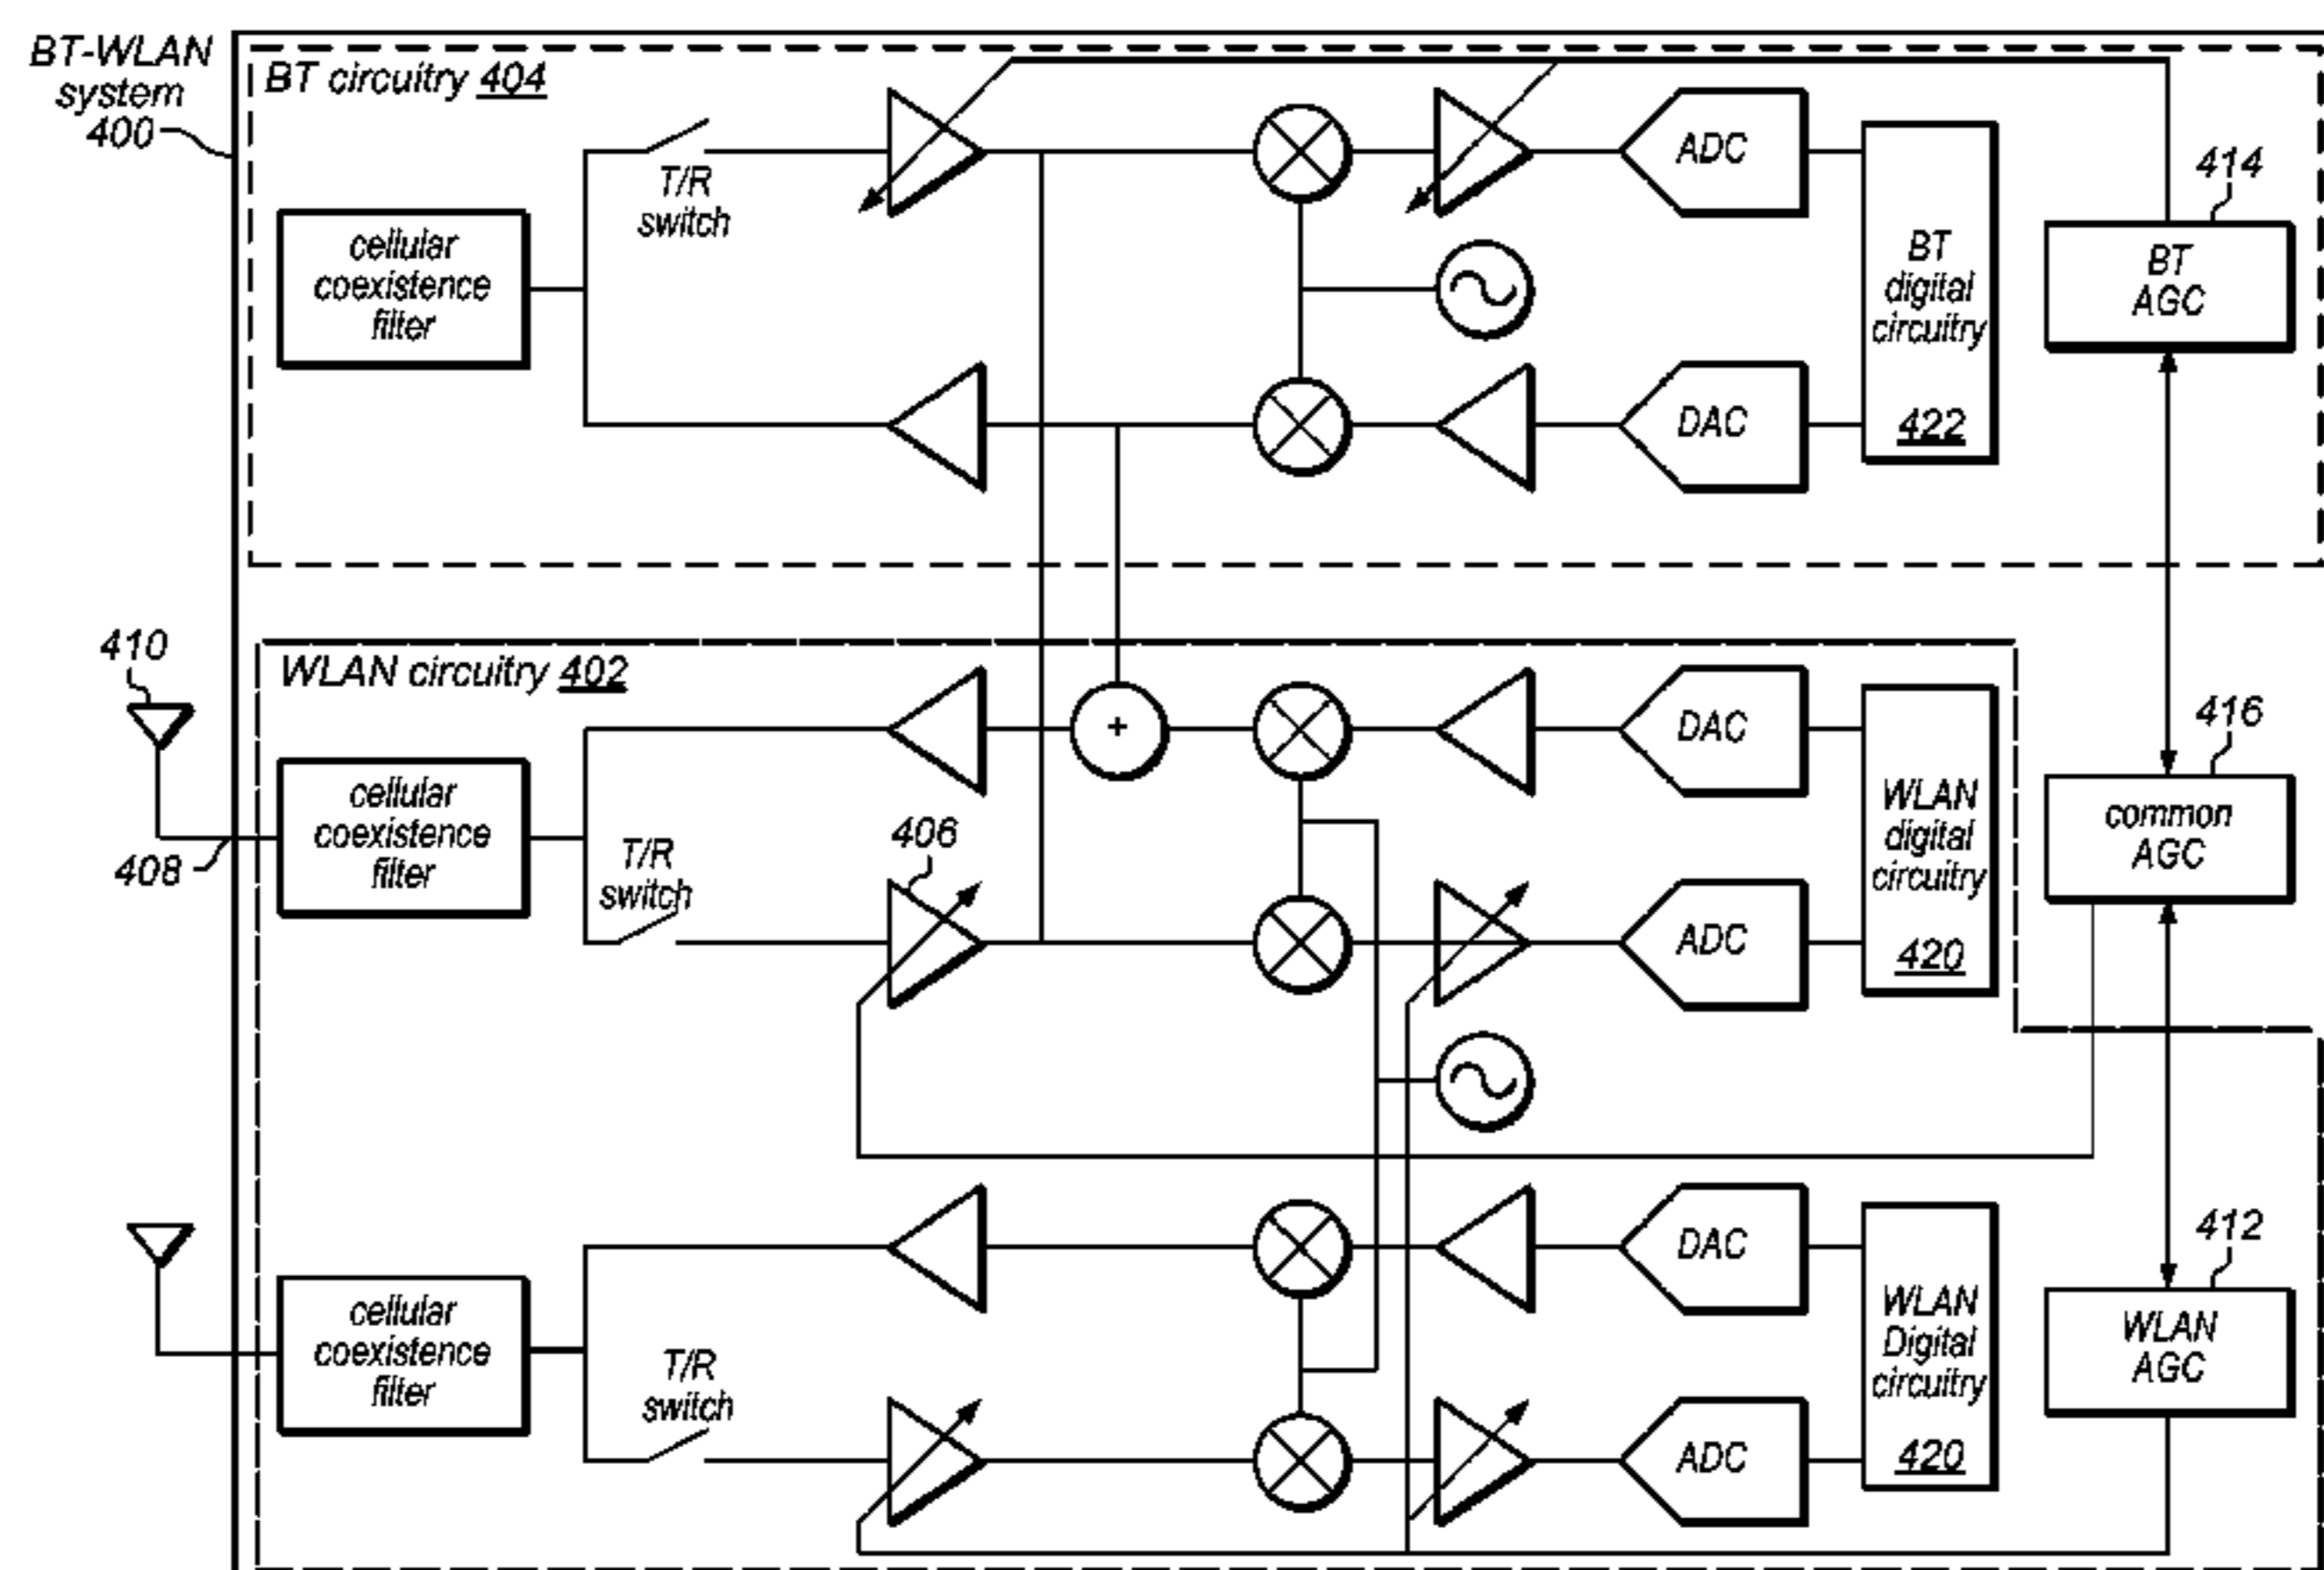 BT-WLAN
system
400
BT circuitry 404
T/R
switch
cellular
coexistence
filter
ADC
DAC
BT
digital
circuitry
422
414
BT
AGC
410
408
WLAN circuitry 402
cellular
coexistence
filter
T/R
switch
406
+
DAC
ADC
WLAN
digital
circuitry
420
416
common
AGC
cellular
coexistence
filter
T/R
switch
DAC
ADC
WLAN
Digital
circuitry
420
412
WLAN
AGC